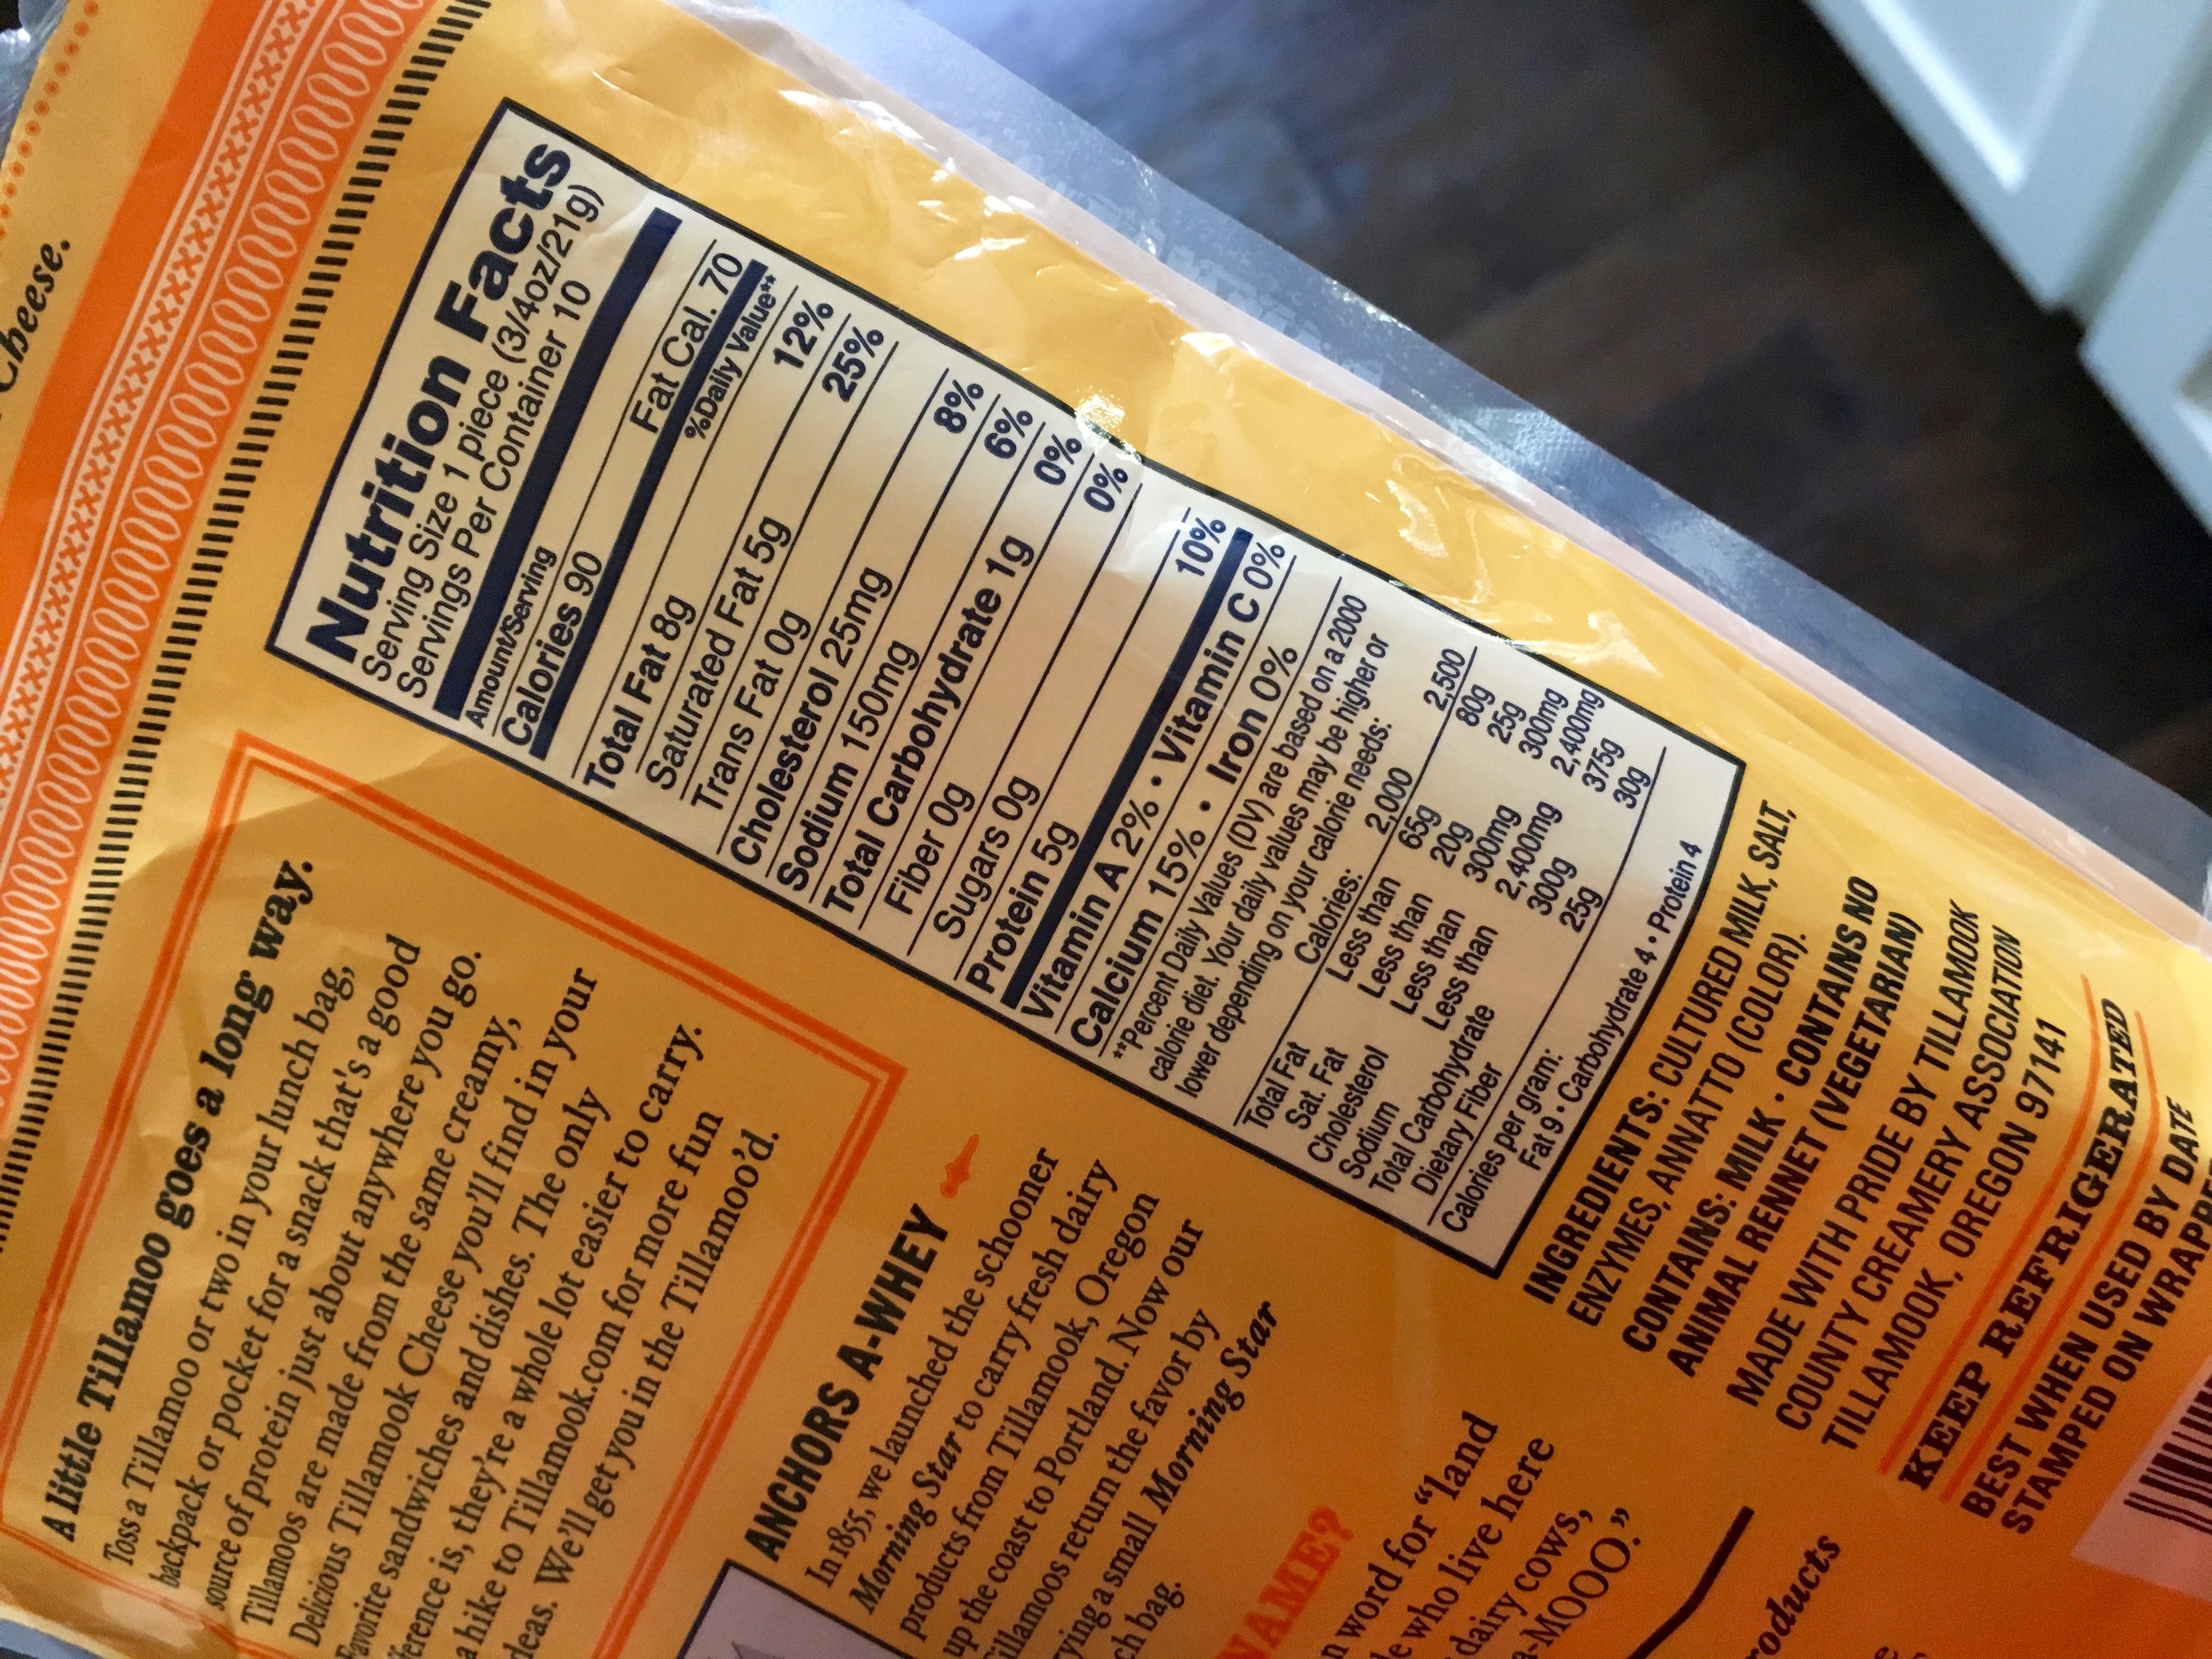 Cheese.
Nutrition Facts
Serving Size 1 piece (3/4oz/21g)
Servings Per Container 10
Amount/Serving
Calories 90 Fat Cal. 70
%Daily Value**
Total Fat 8g 12%
Saturated Fat 5g 25%
Trans Fat 0g
Cholesterol 25mg 8%
Sodium 150mg 6%
Total Carbohydrate 1g 0%
Fiber 0g 0%
Sugars 0g
Protein 5g 10%
Vitamin A 2% • Vitamin C 0%
Calcium 15% • Iron 0%
**Percent Daily Values (DV) are based on a 2000
calorie diet. Your daily values may be higher or
lower depending on your calorie needs:
Calories: 2,000 2,500
Total Fat Less than 65g 80g
Sat. Fat Less than 20g 25g
Cholesterol Less than 300mg 300mg
Sodium Less than 2,400mg 2,400mg
Total Carbohydrate 300g 375g
Dietary Fiber 25g 30g
Calories per gram:
Fat 9 • Carbohydrate 4 • Protein 4
INGREDIENTS: CULTURED MILK, SALT,
ENZYMES, ANNATTO (COLOR).
CONTAINS: MILK • CONTAINS NO
ANIMAL RENNET (VEGETARIAN)
MADE WITH PRIDE BY TILLAMOOK
COUNTY CREAMERY ASSOCIATION
TILLAMOOK, OREGON 97141
KEEP REFRIGERATED
BEST WHEN USED BY DATE
STAMPED ON
A little Tillamoo goes a long way.
Toss a Tillamoo or two in your lunch bag,
backpack or pocket for a snack that's a good
source of protein just about anywhere you go.
Tillamoos are made from the same creamy,
Delicious Tillamook Cheese you'll find in your
favorite sandwiches and dishes. The only
is, they're a whole lot easier to carry.
a hike to Tillamook.com for more fun
We'll get you in the Tillamoo'd.
ANCHORS A-WHEY
In 1855, we launched the schooner
Morning Star to carry fresh dairy
products from Tillamook, Oregon
up the coast to Portland. Now our
return the favor by
a small Morning Star
bag.
NAME?
word for “land
who live here
dairy cows,
MOOO.”